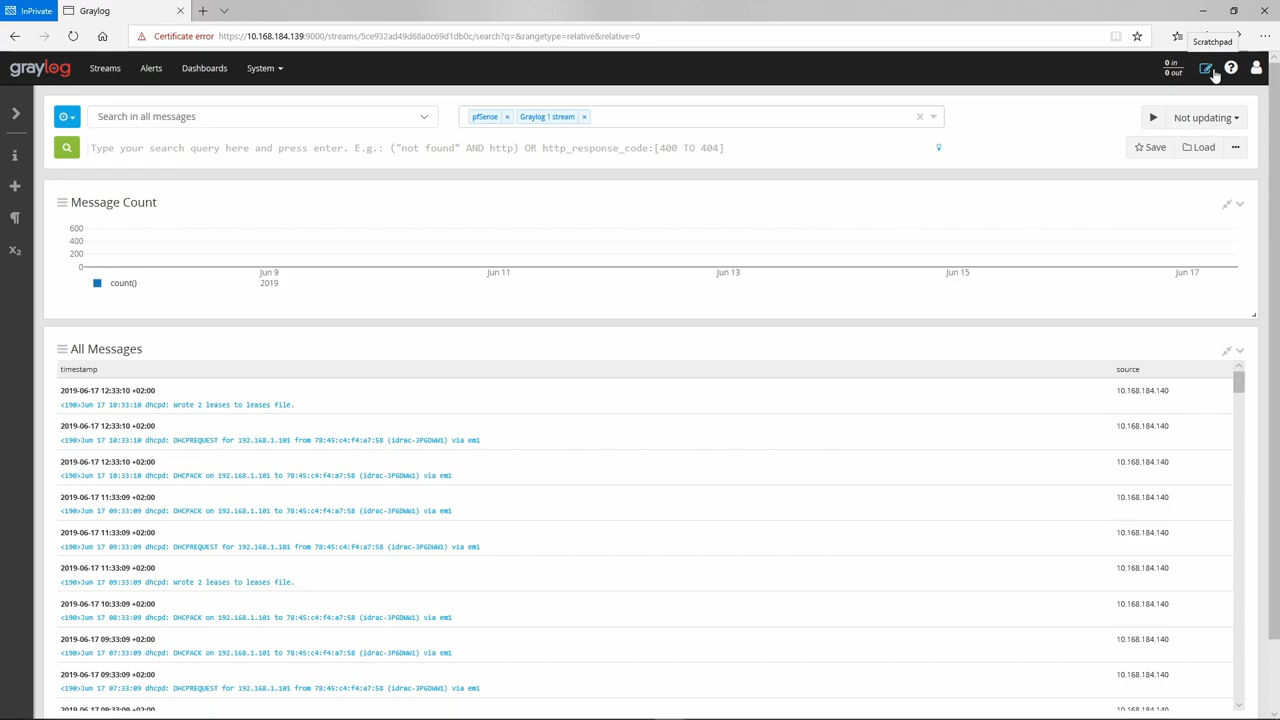 InPrivate
Graylog
Certificate error https://10.168.184.139:9000/streams/5ce932ad49d68a0c69d1db0c/search?q=&rangetype=relative&relative=0
Scratchpad
graylog Streams Alerts Dashboards System
0 in
0 out
Search in all messages pfSense × Graylog 1 stream × Not updating
Type your search query here and press enter. E.g.: ("not found" AND http) OR http_response_code:[400 TO 404] Save Load
Message Count
600
400
200
0
Jun 9 Jun 11 Jun 13 Jun 15 Jun 17
2019
count()
All Messages
timestamp source
2019-06-17 12:33:10 +02:00 10.168.184.140
<190>Jun 17 10:33:10 dhcpd: Wrote 2 leases to leases file.
2019-06-17 12:33:10 +02:00 10.168.184.140
<190>Jun 17 10:33:10 dhcpd: DHCPREQUEST for 192.168.1.101 from 78:45:c4:f4:a7:58 (idrac-3P6DWW1) via em1
2019-06-17 12:33:10 +02:00 10.168.184.140
<190>Jun 17 10:33:10 dhcpd: DHCPACK on 192.168.1.101 to 78:45:c4:f4:a7:58 (idrac-3P6DWW1) via em1
2019-06-17 11:33:09 +02:00 10.168.184.140
<190>Jun 17 09:33:09 dhcpd: DHCPACK on 192.168.1.101 to 78:45:c4:f4:a7:58 (idrac-3P6DWW1) via em1
2019-06-17 11:33:09 +02:00 10.168.184.140
<190>Jun 17 09:33:09 dhcpd: DHCPREQUEST for 192.168.1.101 from 78:45:c4:f4:a7:58 (idrac-3P6DWW1) via em1
2019-06-17 11:33:09 +02:00 10.168.184.140
<190>Jun 17 09:33:09 dhcpd: Wrote 2 leases to leases file.
2019-06-17 10:33:09 +02:00 10.168.184.140
<190>Jun 17 08:33:09 dhcpd: DHCPACK on 192.168.1.101 to 78:45:c4:f4:a7:58 (idrac-3P6DWW1) via em1
2019-06-17 09:33:09 +02:00 10.168.184.140
<190>Jun 17 07:33:09 dhcpd: DHCPACK on 192.168.1.101 to 78:45:c4:f4:a7:58 (idrac-3P6DWW1) via em1
2019-06-17 09:33:09 +02:00 10.168.184.140
<190>Jun 17 07:33:09 dhcpd: DHCPREQUEST for 192.168.1.101 from 78:45:c4:f4:a7:58 (idrac-3P6DWW1) via em1
2019-06-17 09:33:09 +02:00 10.168.184.140